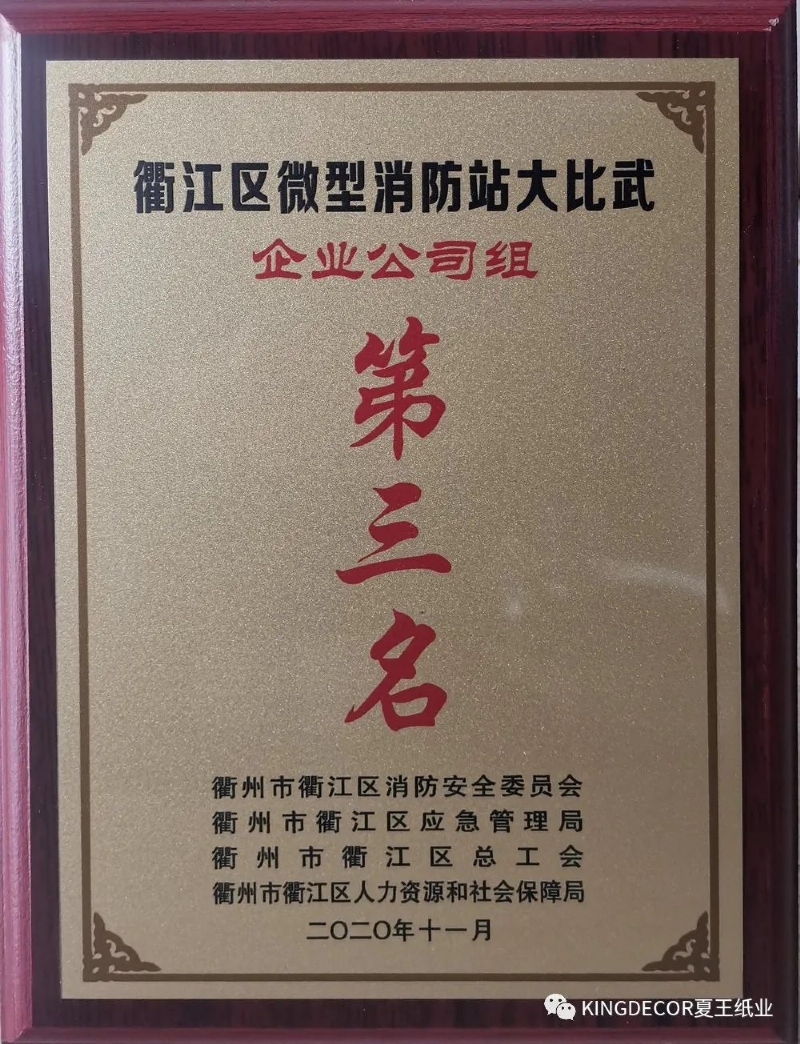 衢江区微型消防站大比武
企业公司组
第三名
衢州市衢江区消防安全委员会
衢州市衢江区应急管理局
衢州市衢江区总工会
衢州市衢江区人力资源和社会保障局
二〇二〇年十一月
KINGDECOR夏王纸业